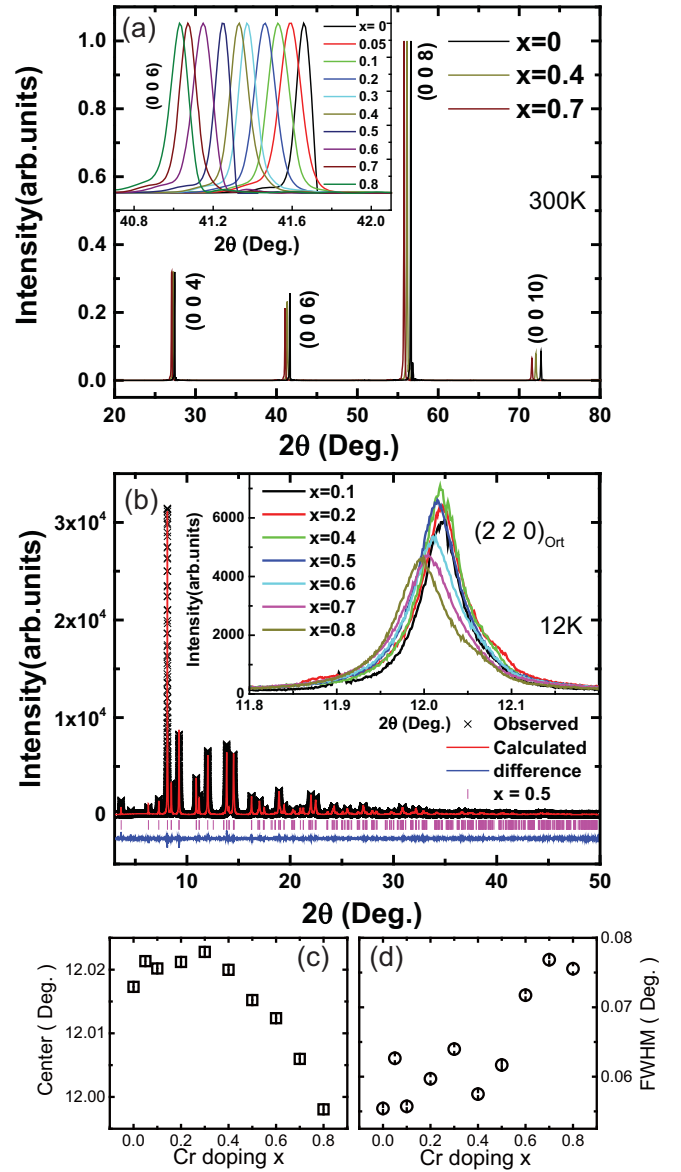 (a)
1.0
0.8
0.6
0.4
0.2
0.0
Intensity(arb.units)
(0 0 6)
x= 0
0.05
0.1
0.2
0.3
0.4
0.5
0.6
0.7
0.8
40.8
41.2
41.6
42.0
2θ (Deg.)
(0 0 8)
x=0
x=0.4
x=0.7
300K
(0 0 4)
(0 0 6)
(0 0 10)
20
30
40
50
60
70
80
2θ (Deg.)
(b)
3x10⁴
2x10⁴
1x10⁴
0
Intensity(arb.units)
x=0.1
x=0.2
x=0.4
x=0.5
x=0.6
x=0.7
x=0.8
6000
4000
2000
0
Intensity(arb.units)
(2 2 0)Ort
12K
11.8
11.9
12.0
12.1
2θ (Deg.)
Observed
Calculated
difference
x = 0.5
10
20
30
40
50
2θ (Deg.)
(c)
12.02
12.01
12.00
Center ( Deg. )
0.0
0.2
0.4
0.6
0.8
Cr doping x
(d)
0.08
0.07
0.06
FWHM ( Deg. )
0.0
0.2
0.4
0.6
0.8
Cr doping x